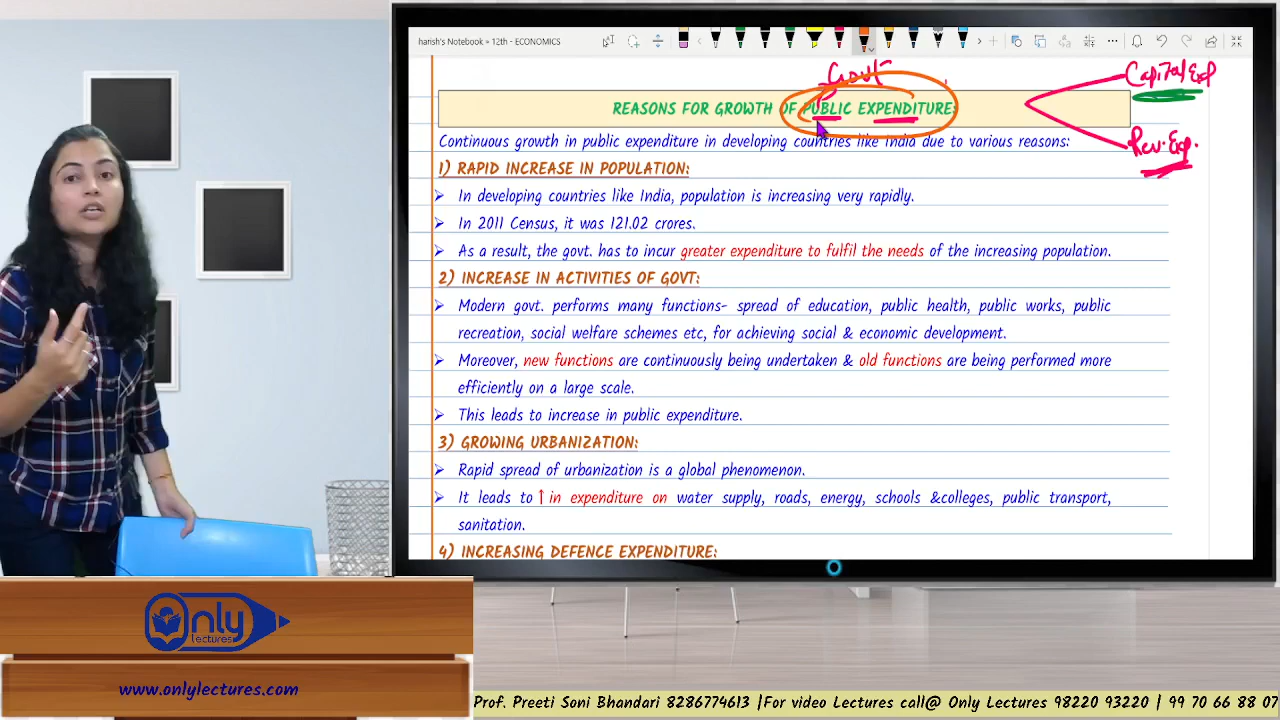 harish's Notebook » 12th - ECONOMICS
Govt
Capital Exp
REASONS FOR GROWTH OF PUBLIC EXPENDITURE:
Continuous growth in public expenditure in developing countries like India due to various reasons:
Rev. Exp.
1) RAPID INCREASE IN POPULATION:
➢ In developing countries like India, population is increasing very rapidly.
➢ In 2011 Census, it was 121.02 crores.
➢ As a result, the govt. has to incur greater expenditure to fulfil the needs of the increasing population.
2) INCREASE IN ACTIVITIES OF GOVT:
➢ Modern govt. performs many functions- spread of education, public health, public works, public
recreation, social welfare schemes etc, for achieving social & economic development.
➢ Moreover, new functions are continuously being undertaken & old functions are being performed more
efficiently on a large scale.
➢ This leads to increase in public expenditure.
3) GROWING URBANIZATION:
➢ Rapid spread of urbanization is a global phenomenon.
➢ It leads to ↑ in expenditure on water supply, roads, energy, schools &colleges, public transport,
sanitation.
4) INCREASING DEFENCE EXPENDITURE:
Only
lectures
www.onlylectures.com
Prof. Preeti Soni Bhandari 8286774613 |For video Lectures call@ Only Lectures 98220 93220 | 99 70 66 88 07